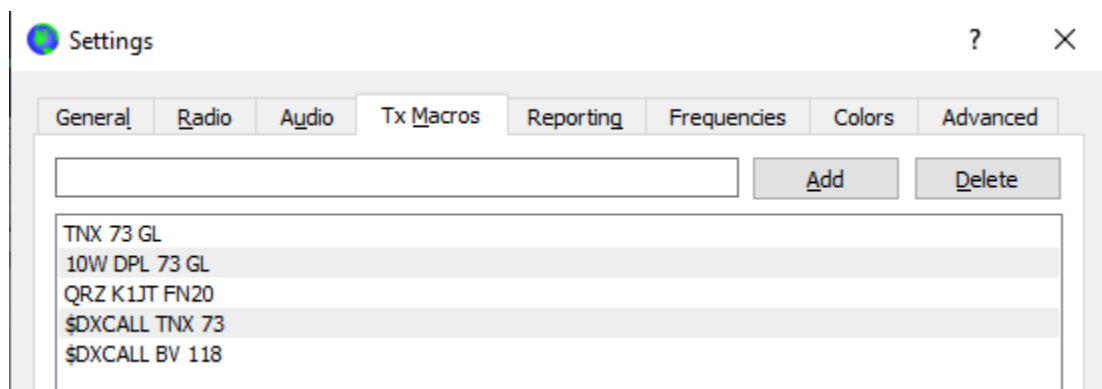 Settings ? ×
General Radio Audio Tx Macros Reporting Frequencies Colors Advanced
Add Delete
TNX 73 GL
10W DPL 73 GL
QRZ K1JT FN20
$DXCALL TNX 73
$DXCALL BV 118